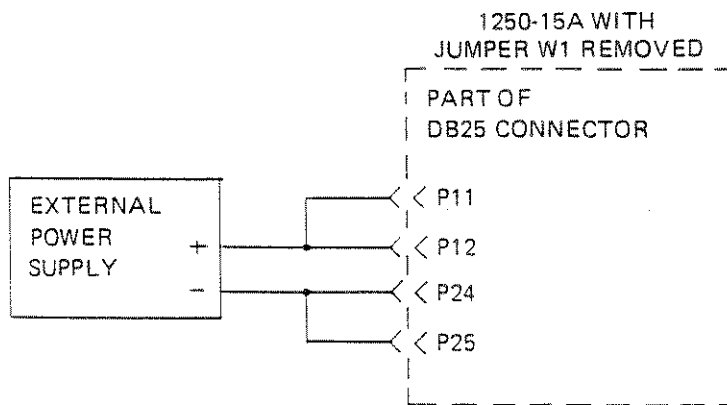 1250-15A WITH
JUMPER W1 REMOVED
PART OF
DB25 CONNECTOR
EXTERNAL
POWER
SUPPLY
+
-
P11
P12
P24
P25